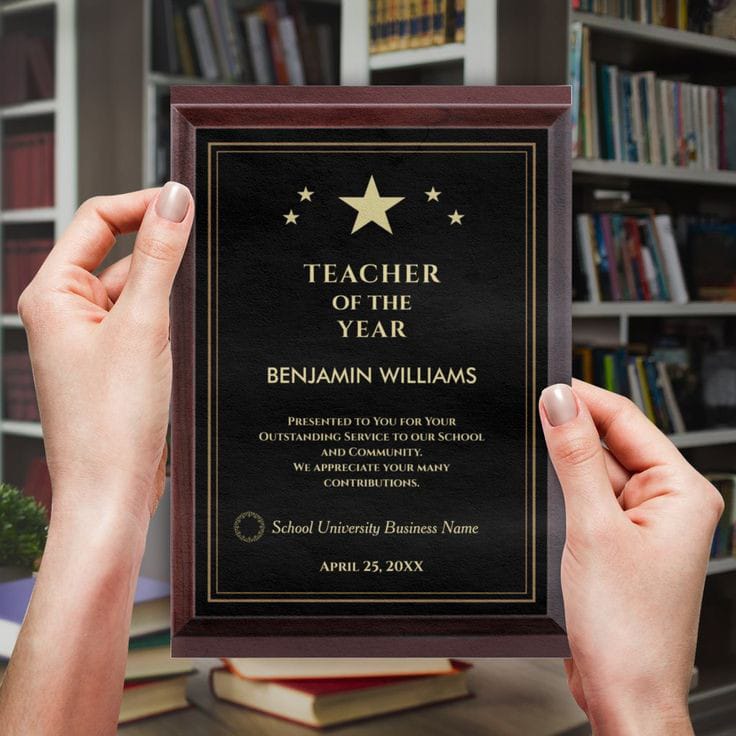 TEACHER
OF THE
YEAR
BENJAMIN WILLIAMS
PRESENTED TO YOU FOR YOUR
OUTSTANDING SERVICE TO OUR SCHOOL
AND COMMUNITY.
WE APPRECIATE YOUR MANY
CONTRIBUTIONS.
School University Business Name
APRIL 25, 20XX